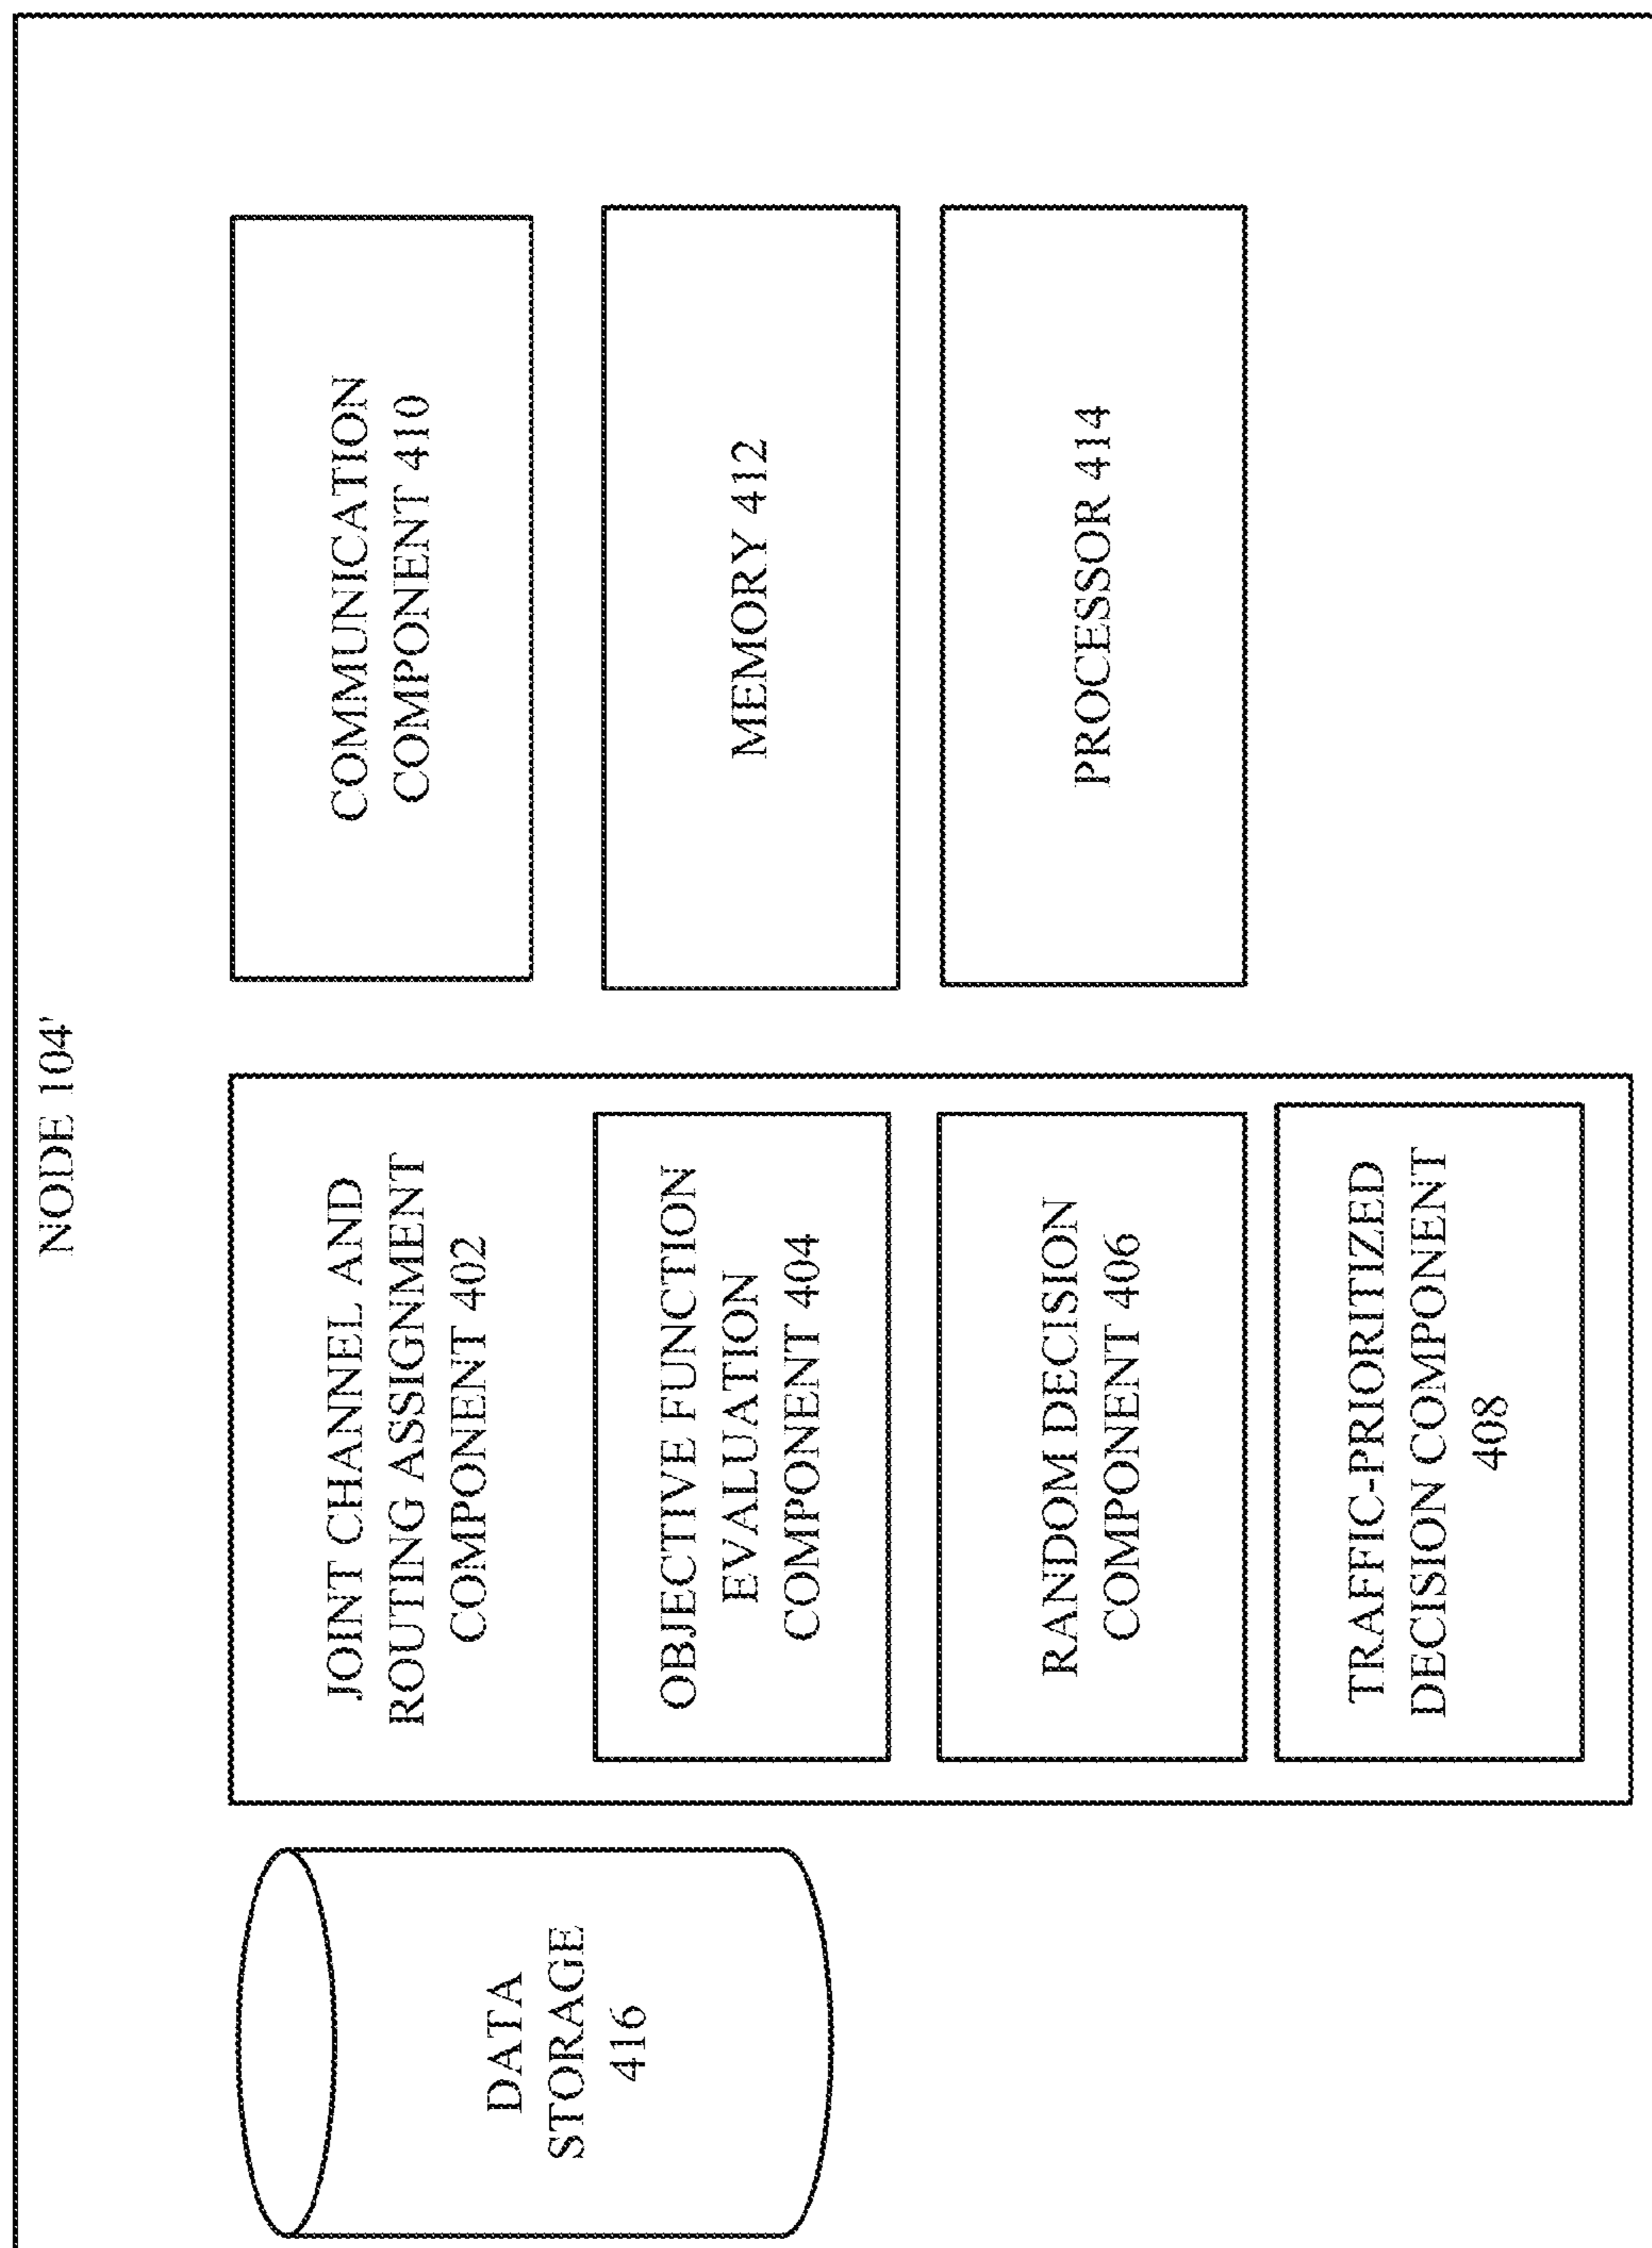 NODE 104'
DATA
STORAGE
416
JOINT CHANNEL AND
ROUTING ASSIGNMENT
COMPONENT 402
OBJECTIVE FUNCTION
EVALUATION
COMPONENT 404
RANDOM DECISION
COMPONENT 406
TRAFFIC-PRIORITIZED
DECISION COMPONENT
408
COMMUNICATION
COMPONENT 410
MEMORY 412
PROCESSOR 414